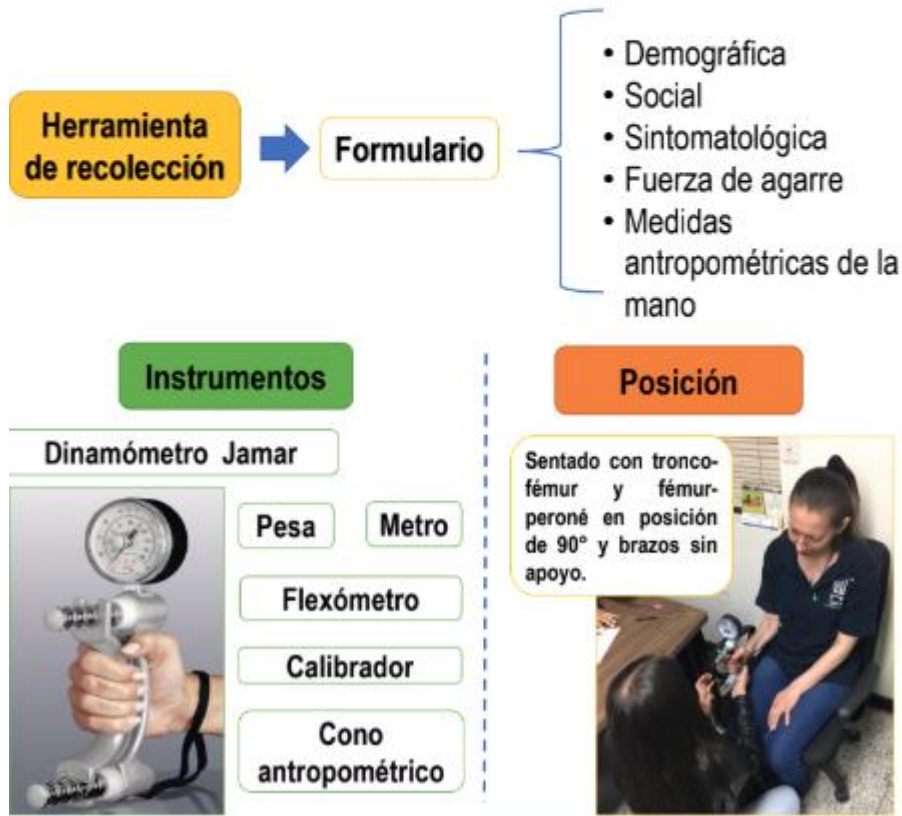 Herramienta
de recolección
Formulario
• Demográfica
• Social
• Sintomatológica
• Fuerza de agarre
• Medidas
antropométricas de la
mano
Instrumentos
Dinamómetro Jamar
Pesa
Metro
Flexómetro
Calibrador
Cono
antropométrico
Posición
Sentado con tronco-
fémur y fémur-
peroné en posición
de 90° y brazos sin
apoyo.